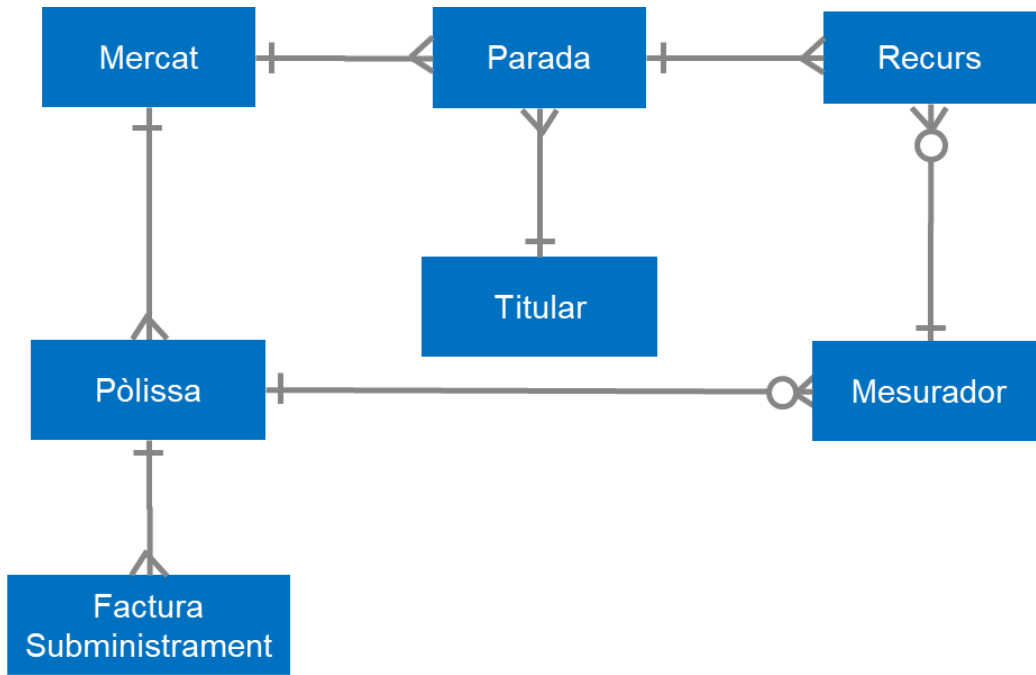 Mercat
Parada
Recurs
Titular
Pòlissa
Mesurador
Factura
Subministrament